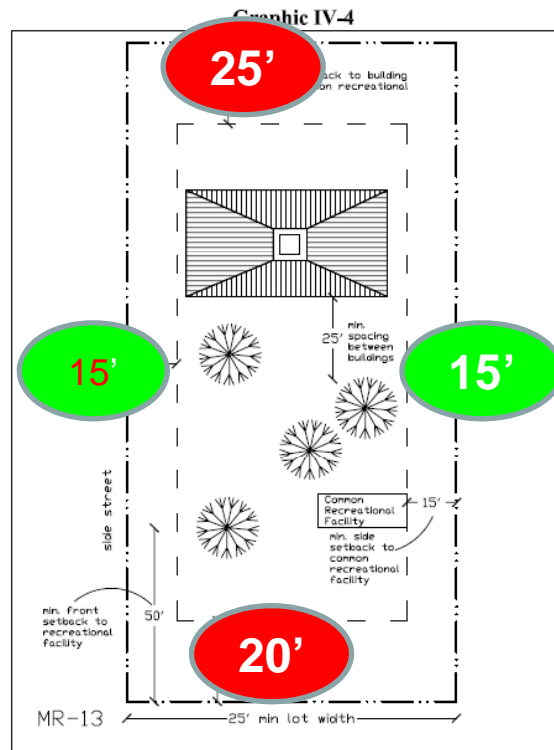 Graphic IV-4
25’
back to building
on recreational
25'
min.
spacing
between
buildings
15’
15’
side street
Common
Recreational
Facility
15'
min. side
setback to
common
recreational
facility
min. front
setback to
recreational
facility
50'
20’
MR-13
25' min lot width